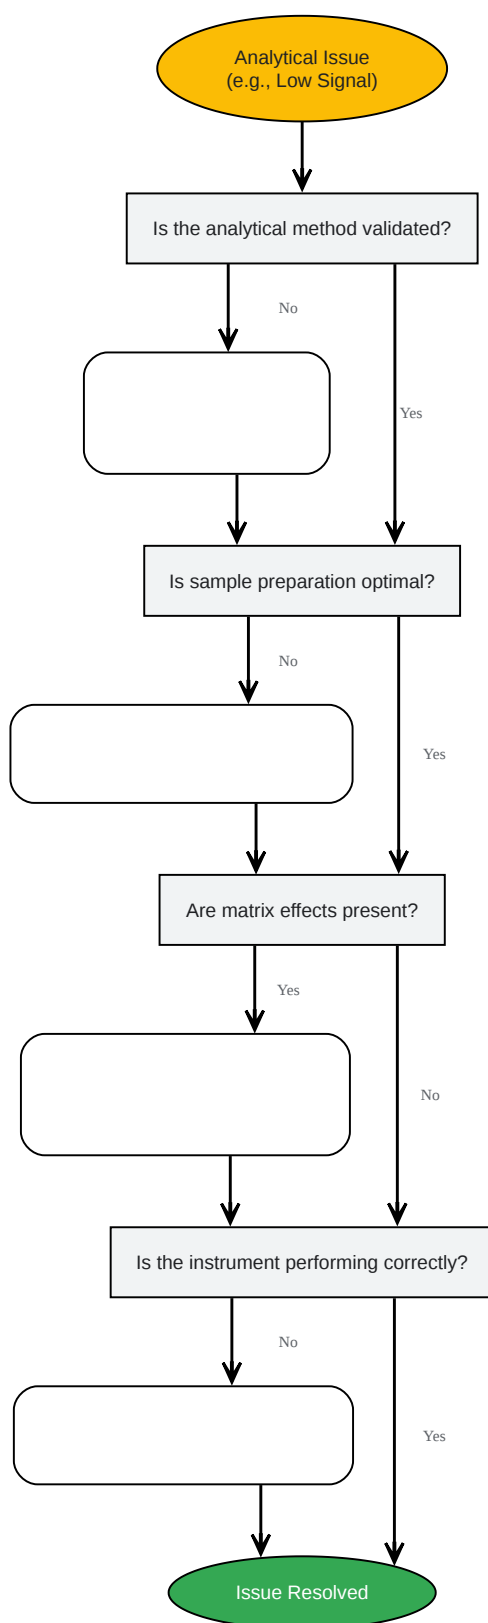 Analytical Issue
(e.g., Low Signal)
Is the analytical method validated?
No
Yes
Is sample preparation optimal?
No
Yes
Are matrix effects present?
Yes
No
Is the instrument performing correctly?
No
Yes
Issue Resolved